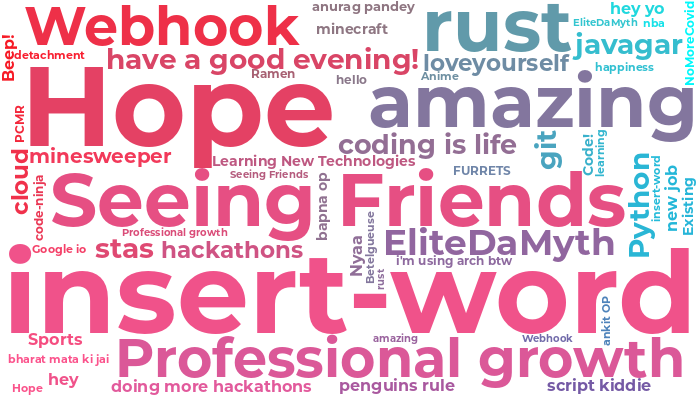 anurag pandey
hey yo
Webhook
rust
EliteDaMyth
nba
minecraft
NoMoreCovid
Beep!
javagar
detachment
have a good evening!
loveyourself
happiness
Ramen
hello
Anime
Hope
amazing
PCMR
coding is life
git
Code!
learning
minesweeper
Learning New Technologies
cloud
code-ninja
Seeing Friends
FURRETS
Seeing Friends
bapna op
Python
insert-word
new job
Existing
Professional growth
Google io
stas
hackathons
Nyaa
Betelgueuse
rust
EliteDaMyth
i'm using arch btw
insert-word
ankit OP
Sports
amazing
Webhook
bharat mata ki jai
Professional growth
hey
Hope
doing more hackathons
penguins rule
script kiddie